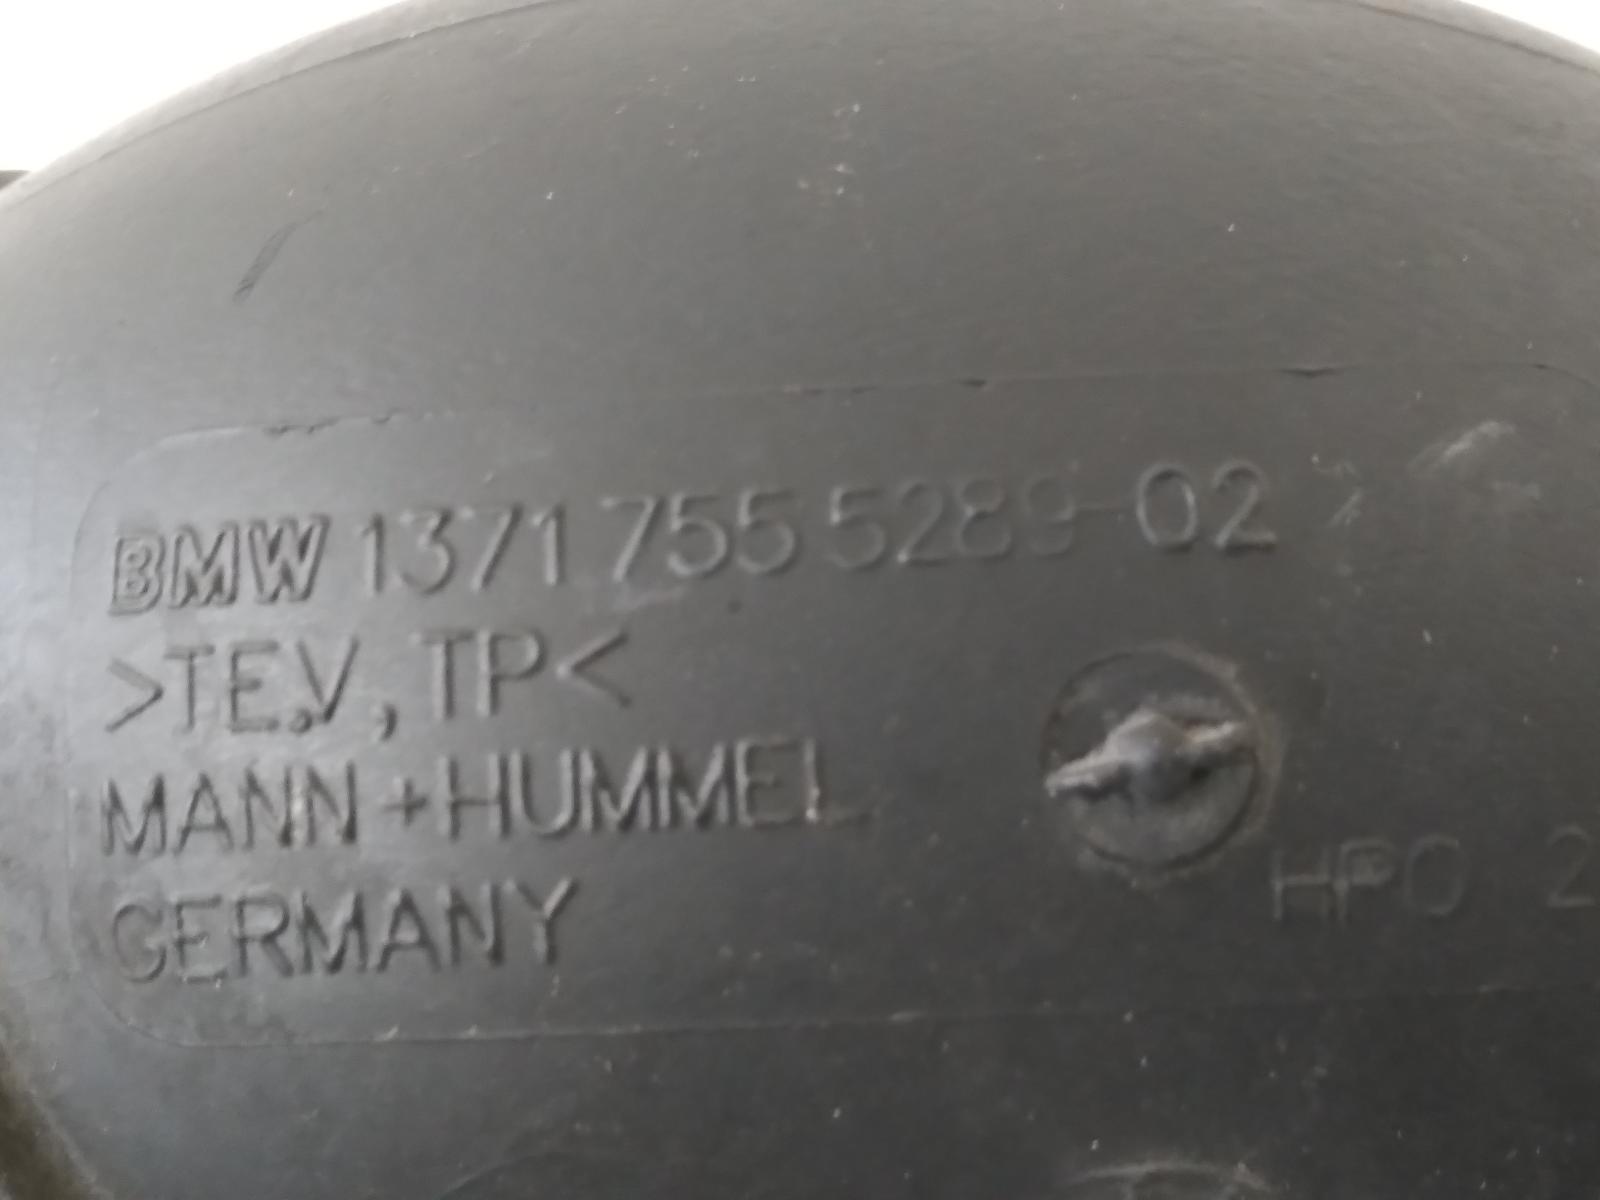 BMW 1371 755 5289-02
>TE.V, TP<
MANN+HUMMEL
GERMANY
HPO 2